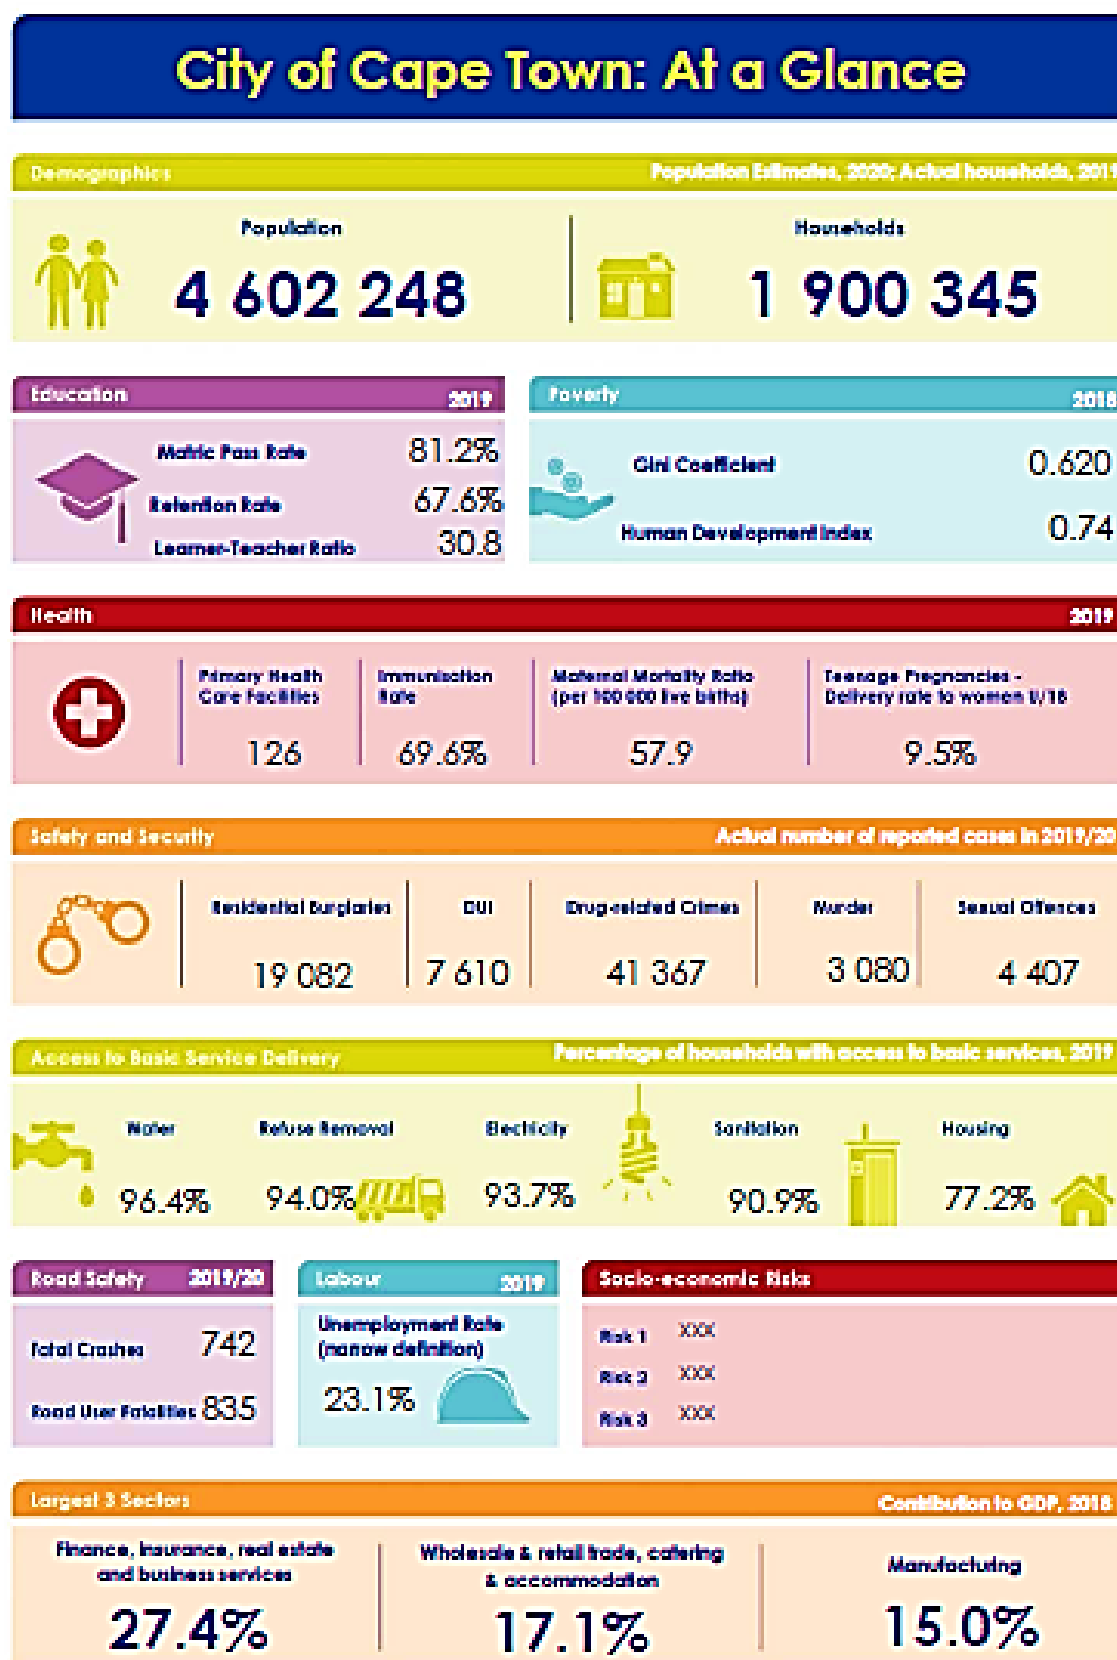 City of Cape Town: At a Glance
Demographics Population Estimates, 2020; Actual households, 2019
Population Households
4 602 248 1 900 345
Education 2019 Poverty 2018
Matric Pass Rate 81.2%
Retention Rate 67.6%
Learner-Teacher Ratio 30.8
Gini Coefficient 0.620
Human Development Index 0.74
Health 2019
Primary Health Care Facilities
126
Immunisation Rate
69.6%
Maternal Mortality Ratio (per 100 000 live births)
57.9
Teenage Pregnancies - Delivery rate to women U/18
9.5%
Safety and Security Actual number of reported cases in 2019/20
Residential Burglaries DUI Drug-related Crimes Murder Sexual Offences
19 082 7 610 41 367 3 080 4 407
Access to Basic Service Delivery Percentage of households with access to basic services, 2019
Water Refuse Removal Electricity Sanitation Housing
96.4% 94.0% 93.7% 90.9% 77.2%
Road Safety 2019/20 Labour 2019 Socio-economic Risks
Total Crashes 742
Road User Fatalities 835
Unemployment Rate
(narrow definition)
23.1%
Risk 1 XXX
Risk 2 XXX
Risk 3 XXX
Largest 3 Sectors Contribution to GDP, 2018
Finance, insurance, real estate
and business services
27.4%
Wholesale & retail trade, catering
& accommodation
17.1%
Manufacturing
15.0%